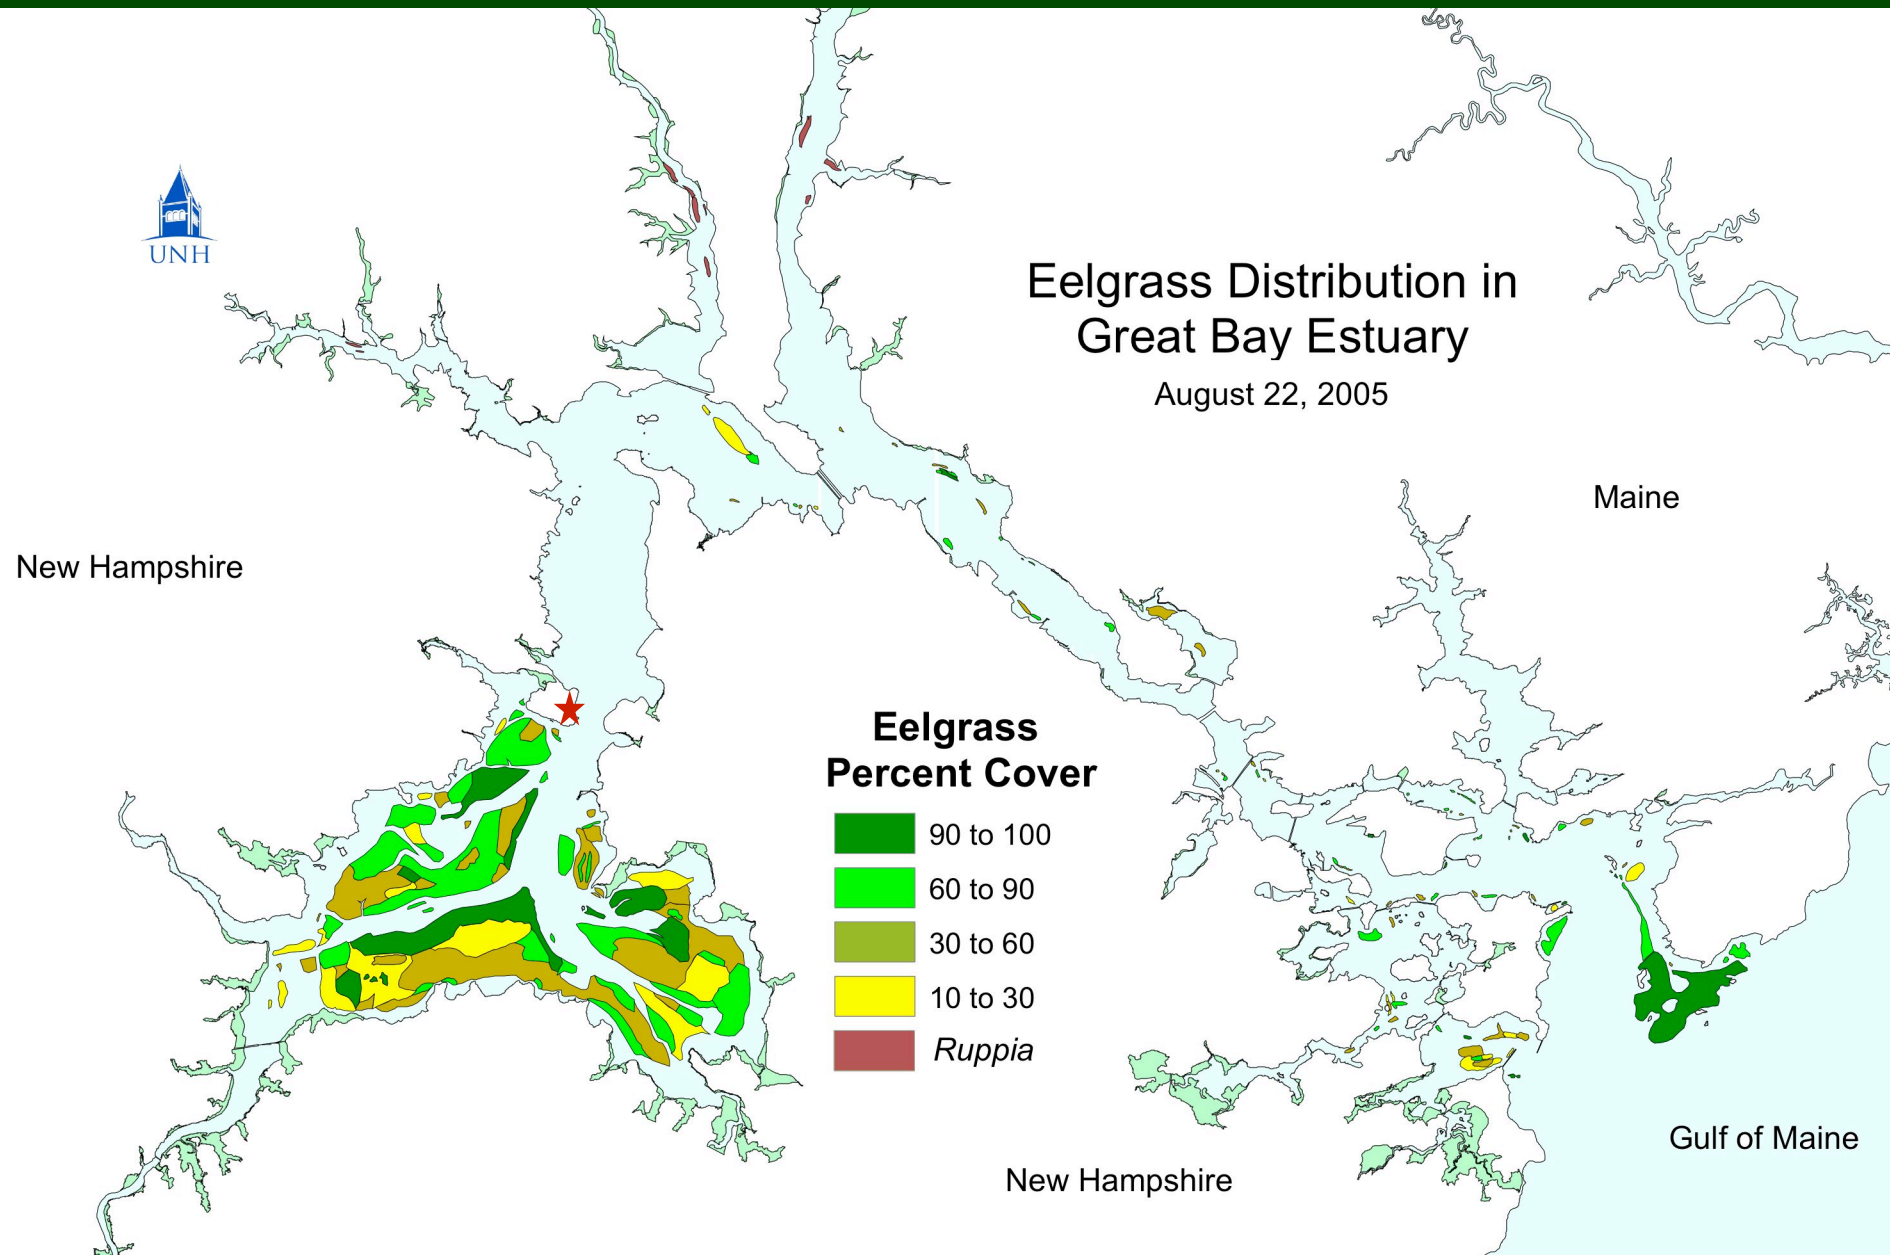 UNH
Eelgrass Distribution in
Great Bay Estuary
August 22, 2005
Maine
New Hampshire
Eelgrass
Percent Cover
90 to 100
60 to 90
30 to 60
10 to 30
Ruppia
Gulf of Maine
New Hampshire